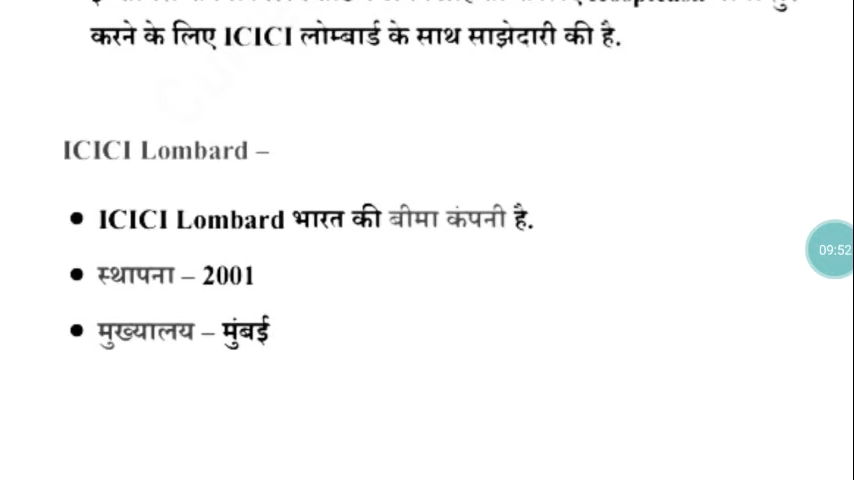 करने के लिए ICICI लोम्बार्ड के साथ साझेदारी की है.
ICICI Lombard –
● ICICI Lombard भारत की बीमा कंपनी है.
● स्थापना – 2001
● मुख्यालय – मुंबई
09:52